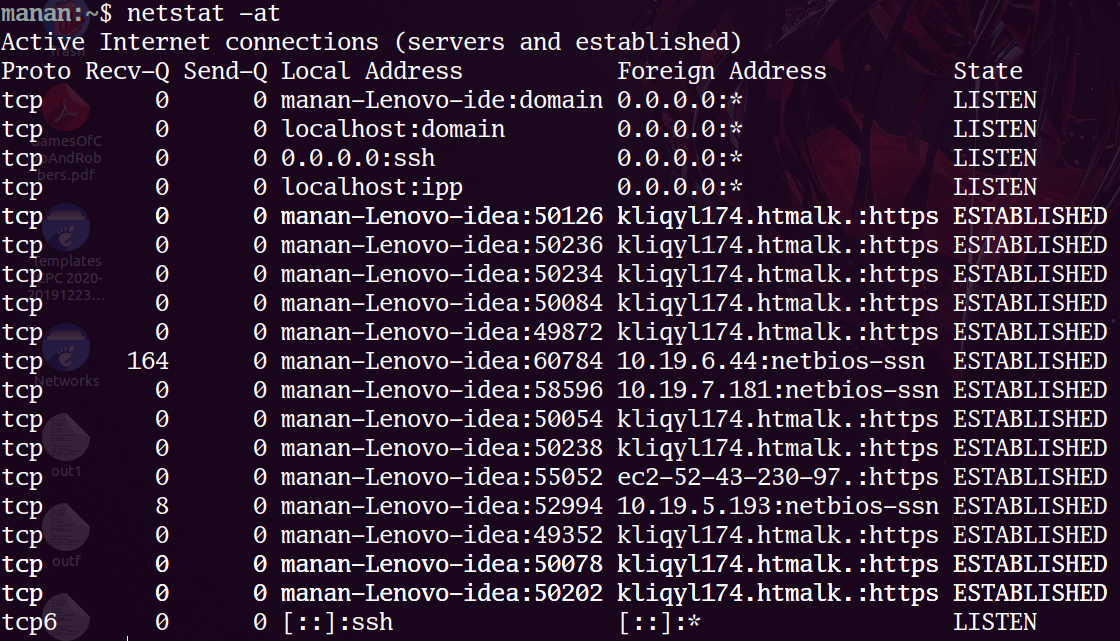 manan:~$ netstat -at
Active Internet connections (servers and established)
Proto Recv-Q Send-Q Local Address           Foreign Address         State
tcp        0      0 manan-Lenovo-ide:domain 0.0.0.0:*               LISTEN
tcp        0      0 localhost:domain        0.0.0.0:*               LISTEN
tcp        0      0 0.0.0.0:ssh             0.0.0.0:*               LISTEN
tcp        0      0 localhost:ipp           0.0.0.0:*               LISTEN
tcp        0      0 manan-Lenovo-idea:50126 kliqyl174.htmalk.:https ESTABLISHED
tcp        0      0 manan-Lenovo-idea:50236 kliqyl174.htmalk.:https ESTABLISHED
tcp        0      0 manan-Lenovo-idea:50234 kliqyl174.htmalk.:https ESTABLISHED
tcp        0      0 manan-Lenovo-idea:50084 kliqyl174.htmalk.:https ESTABLISHED
tcp        0      0 manan-Lenovo-idea:49872 kliqyl174.htmalk.:https ESTABLISHED
tcp      164      0 manan-Lenovo-idea:60784 10.19.6.44:netbios-ssn  ESTABLISHED
tcp        0      0 manan-Lenovo-idea:58596 10.19.7.181:netbios-ssn ESTABLISHED
tcp        0      0 manan-Lenovo-idea:50054 kliqyl174.htmalk.:https ESTABLISHED
tcp        0      0 manan-Lenovo-idea:50238 kliqyl174.htmalk.:https ESTABLISHED
tcp        0      0 manan-Lenovo-idea:55052 ec2-52-43-230-97.:https ESTABLISHED
tcp        8      0 manan-Lenovo-idea:52994 10.19.5.193:netbios-ssn ESTABLISHED
tcp        0      0 manan-Lenovo-idea:49352 kliqyl174.htmalk.:https ESTABLISHED
tcp        0      0 manan-Lenovo-idea:50078 kliqyl174.htmalk.:https ESTABLISHED
tcp        0      0 manan-Lenovo-idea:50202 kliqyl174.htmalk.:https ESTABLISHED
tcp6       0      0 [::]:ssh                [::]:*                  LISTEN
GamesOfC
bers.pdf
Templates
2020-
20191223...
Networks
out1
outf